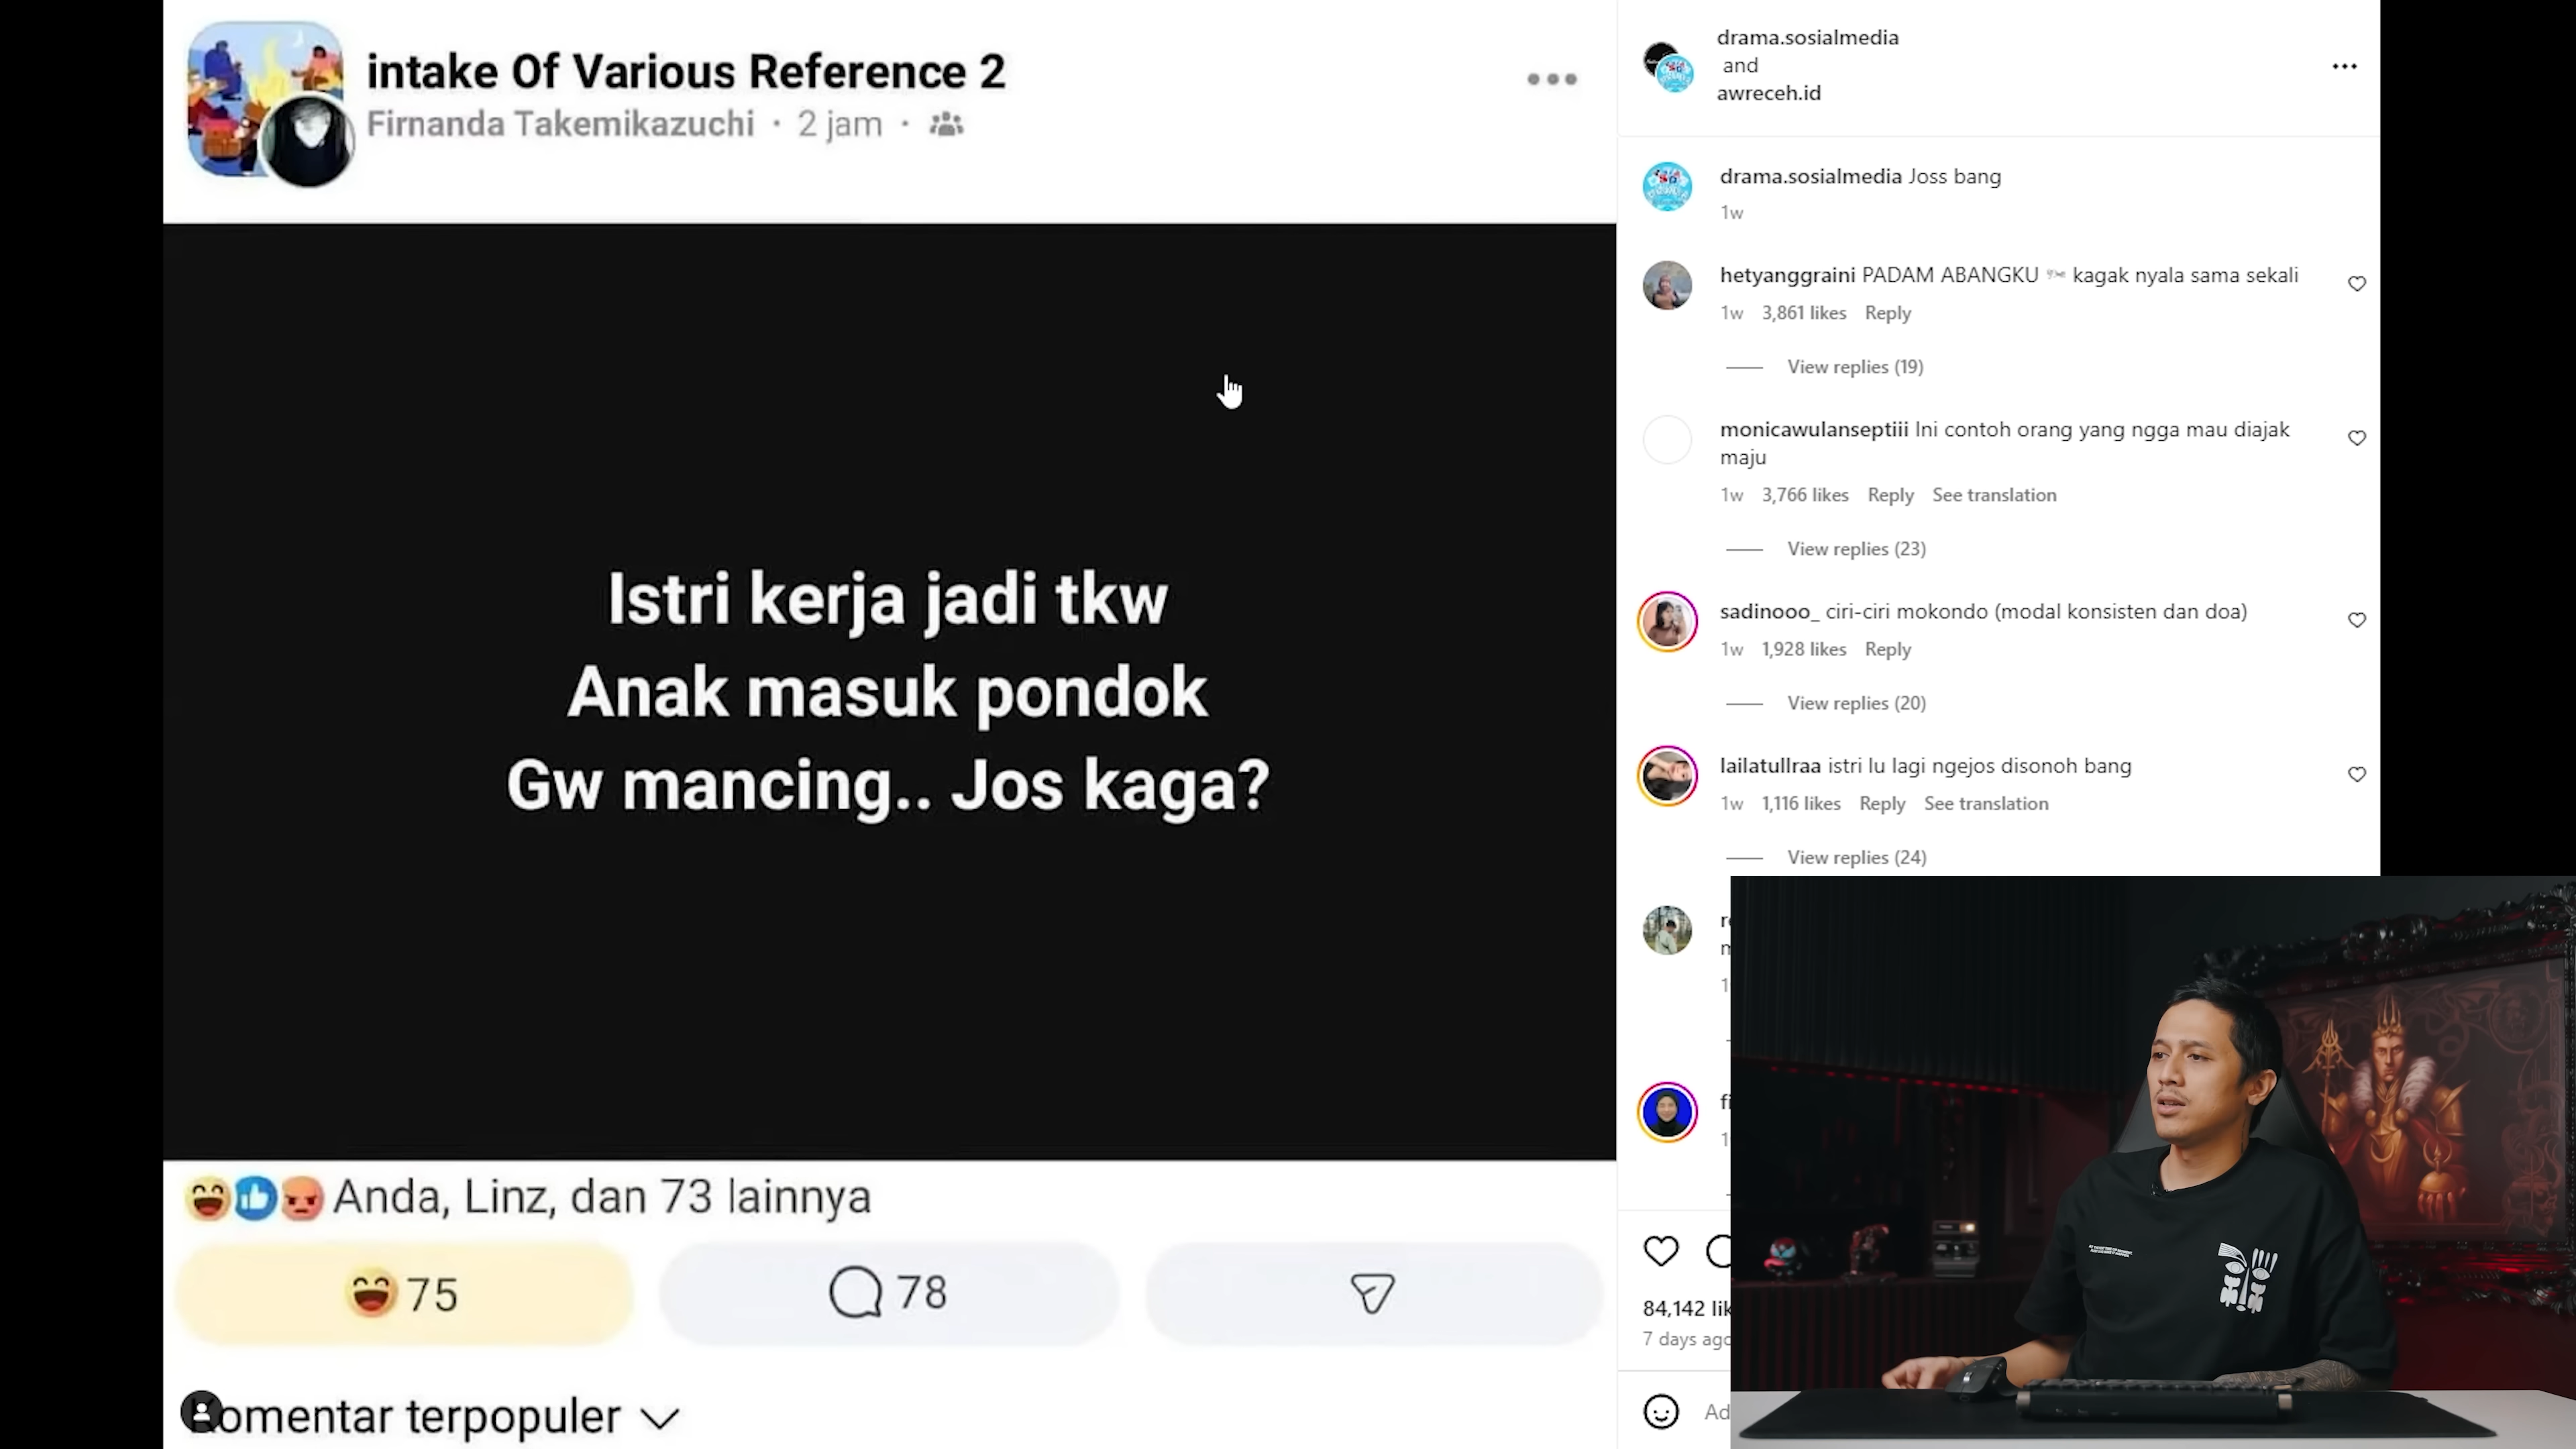 intake Of Various Reference 2
Firnanda Takemikazuchi · 2 jam ·
Istri kerja jadi tkw
Anak masuk pondok
Gw mancing.. Jos kaga?
Anda, Linz, dan 73 lainnya
75
78
Komentar terpopuler
drama.sosialmedia
and
awreceh.id
drama.sosialmedia Joss bang
1w
hetyanggraini PADAM ABANGKU kagak nyala sama sekali
1w 3,861 likes Reply
View replies (19)
monicawulanseptiii Ini contoh orang yang ngga mau diajak
maju
1w 3,766 likes Reply See translation
View replies (23)
sadinooo_ ciri-ciri mokondo (modal konsisten dan doa)
1w 1,928 likes Reply
View replies (20)
lailatullraa istri lu lagi ngejos disonoh bang
1w 1,116 likes Reply See translation
View replies (24)
84,142 lik
7 days ago
Ad